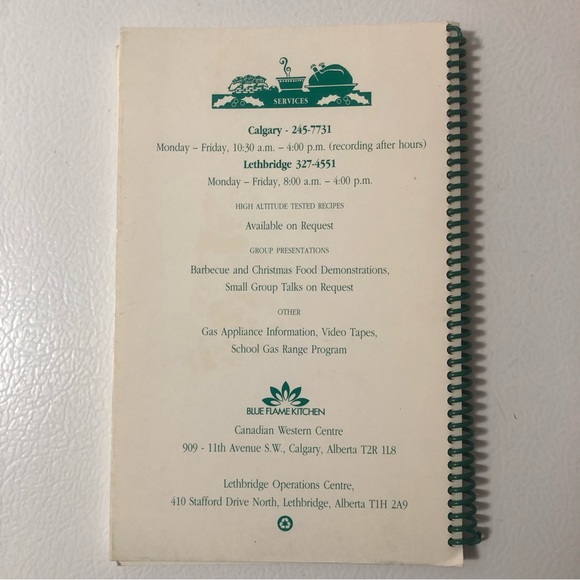 SERVICES
Calgary - 245-7731
Monday – Friday, 10:30 a.m. – 4:00 p.m. (recording after hours)
Lethbridge 327-4551
Monday – Friday, 8:00 a.m. – 4:00 p.m.
HIGH ALTITUDE TESTED RECIPES
Available on Request
GROUP PRESENTATIONS
Barbecue and Christmas Food Demonstrations,
Small Group Talks on Request
OTHER
Gas Appliance Information, Video Tapes,
School Gas Range Program
BLUE FLAME KITCHEN
Canadian Western Centre
909 - 11th Avenue S.W., Calgary, Alberta T2R 1L8
Lethbridge Operations Centre,
410 Stafford Drive North, Lethbridge, Alberta T1H 2A9